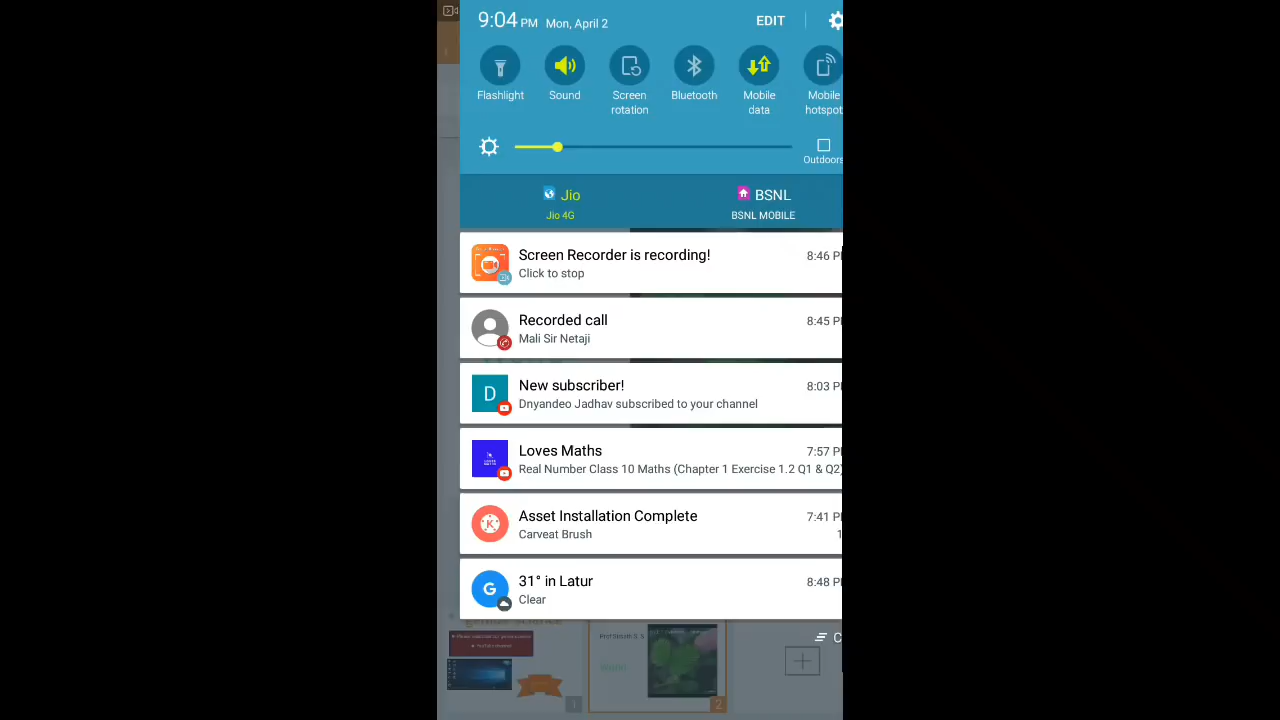 9:04 PM Mon, April 2
EDIT
Flashlight
Sound
Screen rotation
Bluetooth
Mobile data
Mobile hotspot
Outdoors
Jio
Jio 4G
BSNL
BSNL MOBILE
Screen Recorder is recording!
8:46 P
Click to stop
Recorded call
8:45 P
Mali Sir Netaji
New subscriber!
8:03 P
D
Dnyandeo Jadhav subscribed to your channel
Loves Maths
7:57 P
Real Number Class 10 Maths (Chapter 1 Exercise 1.2 Q1 & Q2)
Asset Installation Complete
7:41 P
K
Carveat Brush
1
31° in Latur
8:48 P
G
Clear
C
1
2